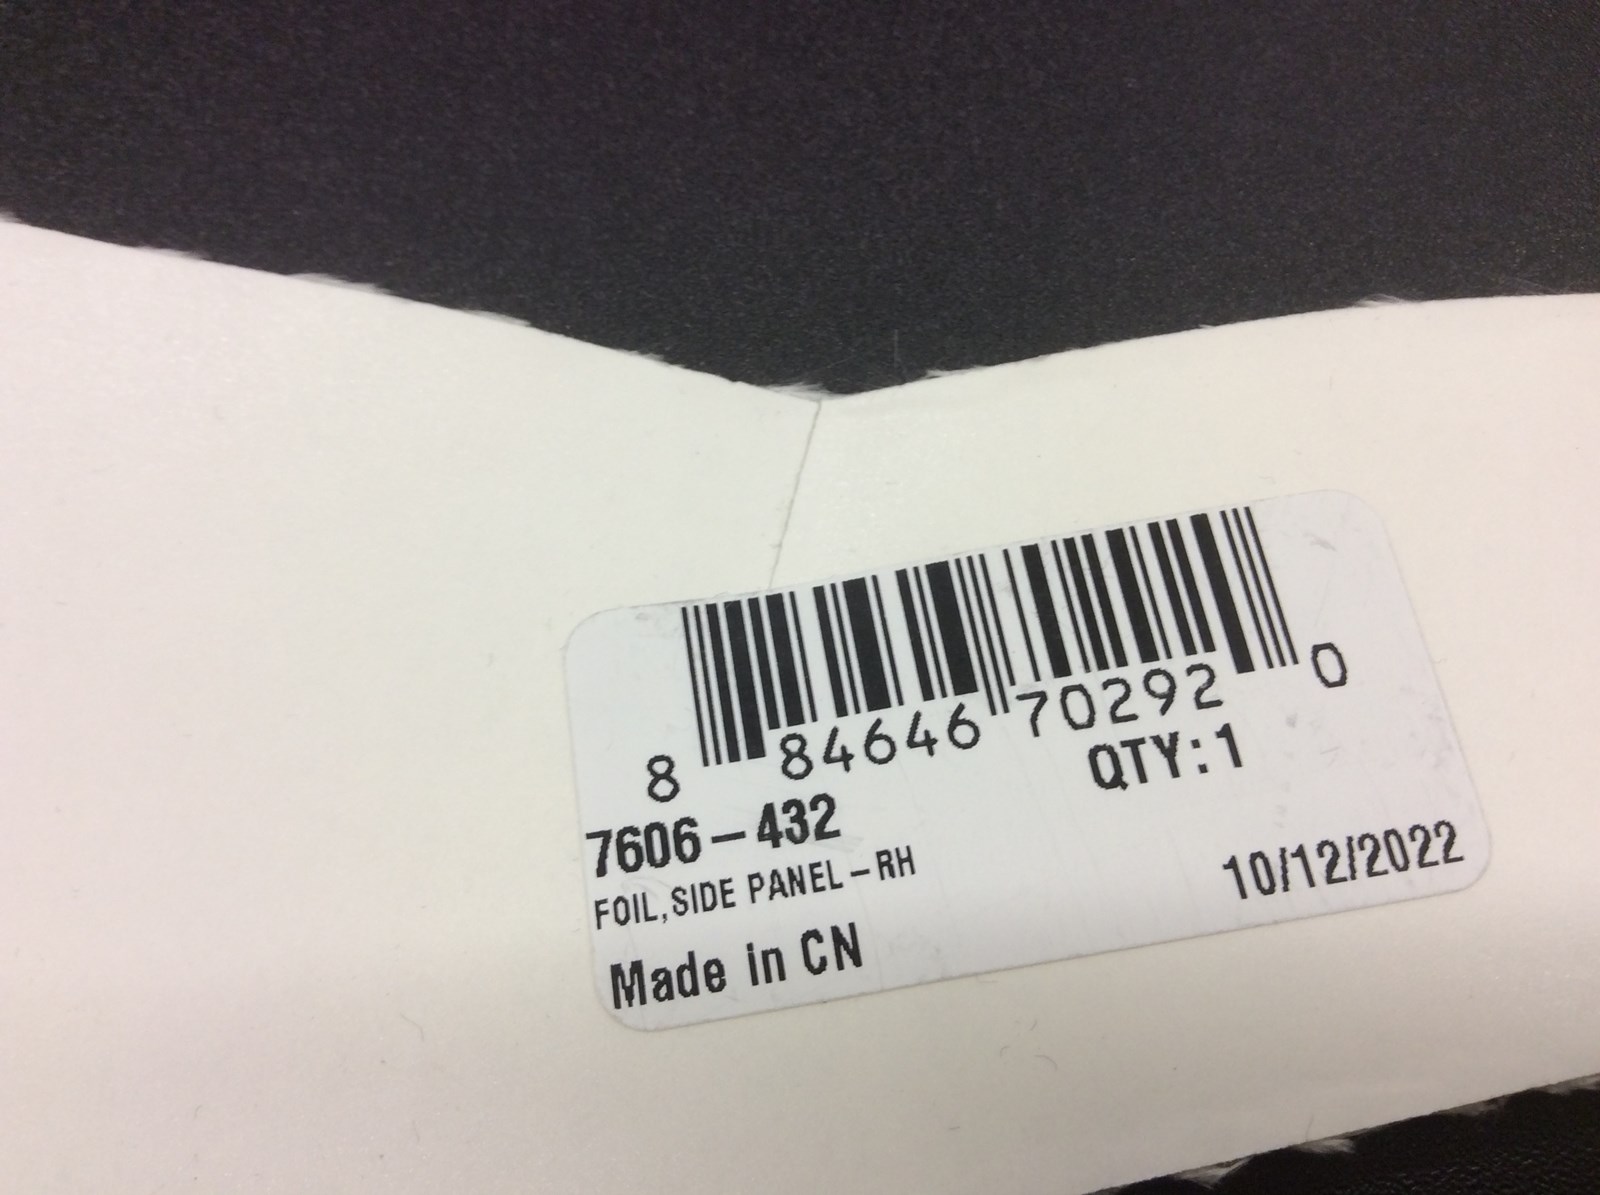 8 84646 70292 0
QTY:1
7606-432
FOIL,SIDE PANEL-RH
10/12/2022
Made in CN